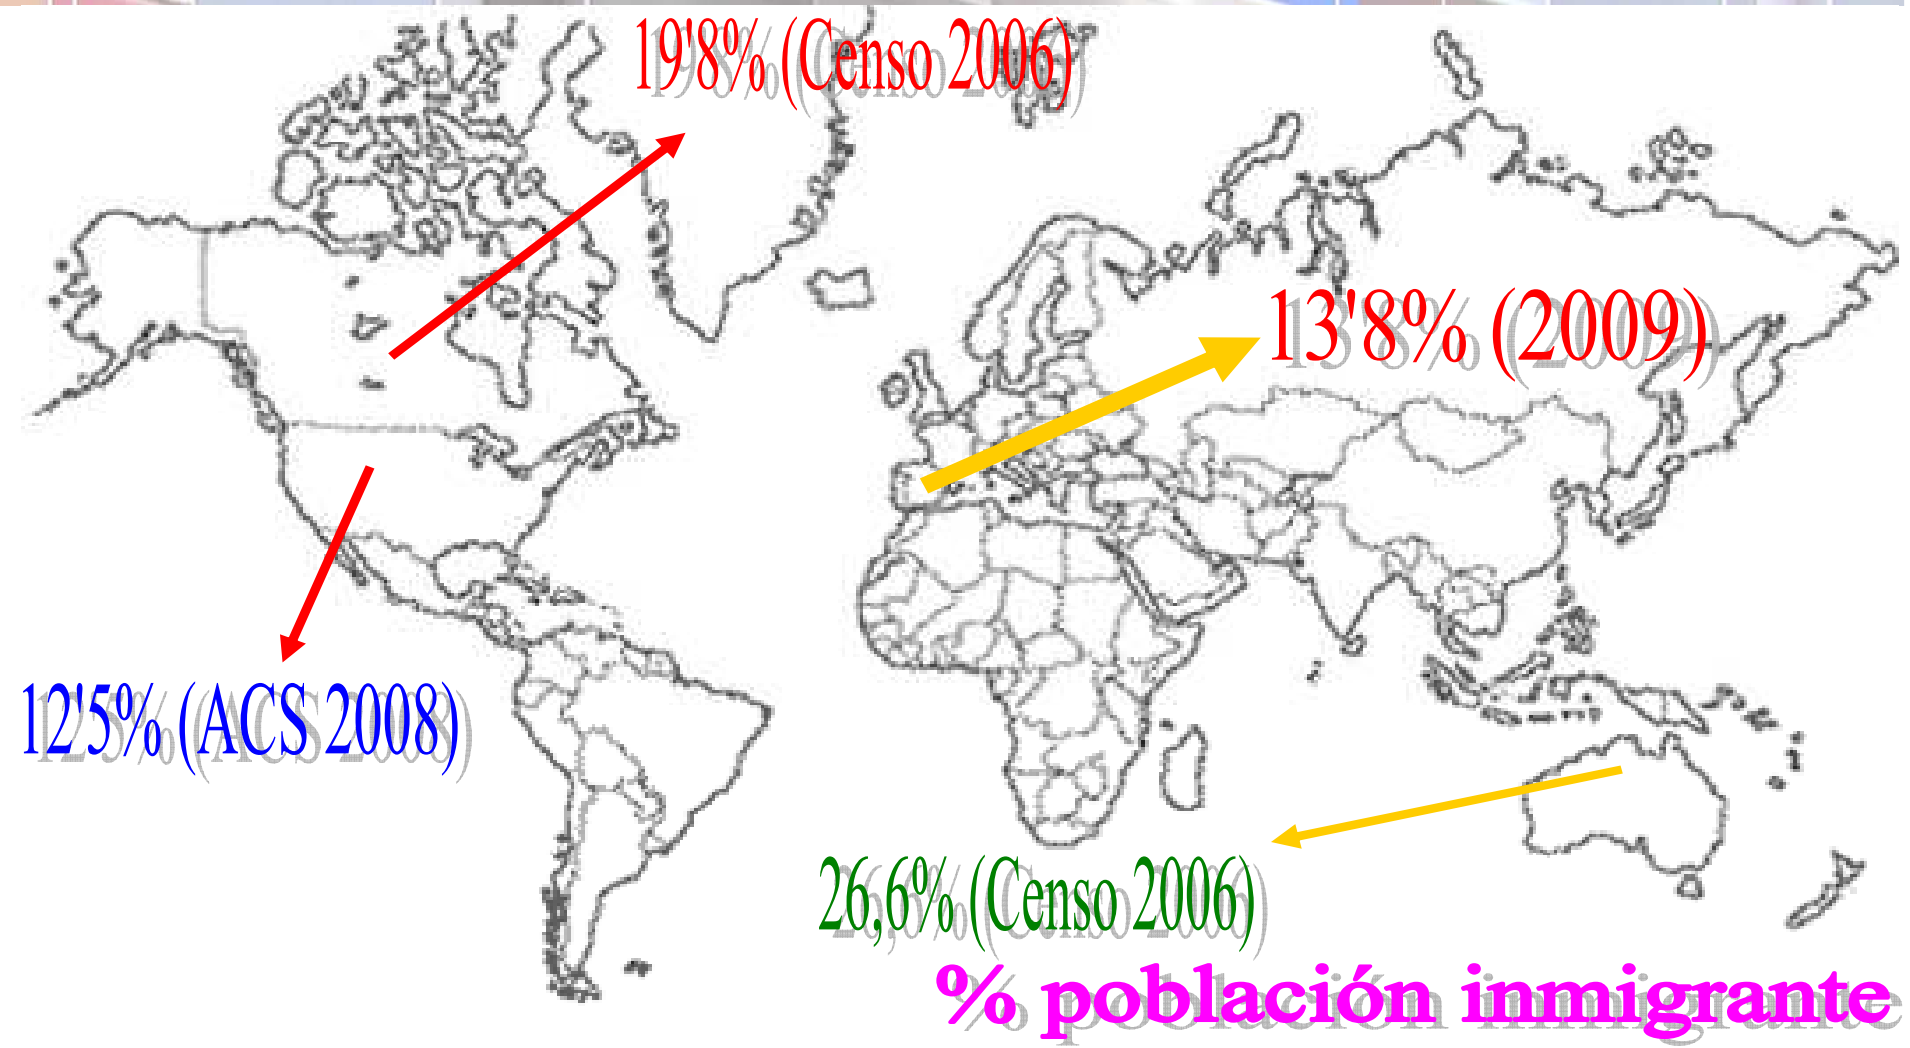 19'8% (Censo 2006)
13'8% (2009)
12'5% (ACS 2008)
26,6% (Censo 2006)
% población inmigrante